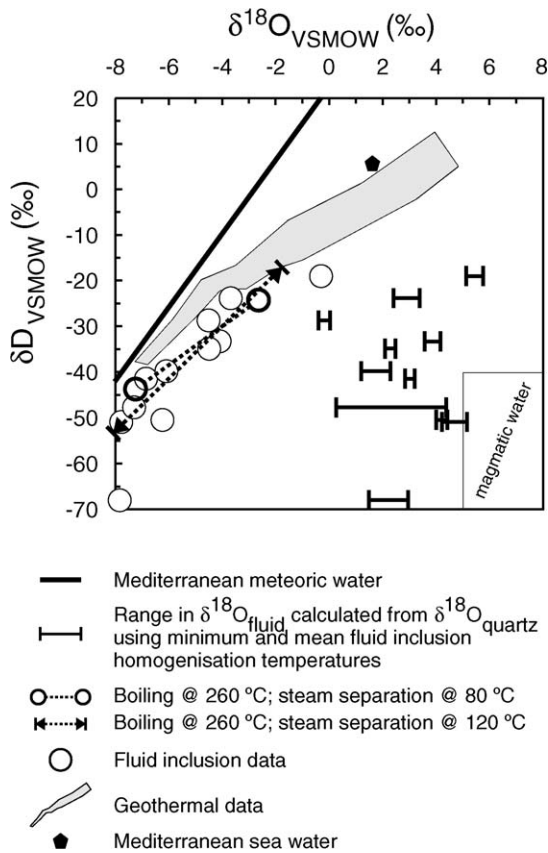 δ18OVSMOW (‰)
-8 -6 -4 -2 0 2 4 6 8
20
10
0
-10
-20
-30
-40
-50
-60
-70
δDVSMOW (‰)
magmatic water
Mediterranean meteoric water
Range in δ18Ofluid calculated from δ18Oquartz
using minimum and mean fluid inclusion
homogenisation temperatures
Boiling @ 260 ºC; steam separation @ 80 ºC
Boiling @ 260 ºC; steam separation @ 120 ºC
Fluid inclusion data
Geothermal data
Mediterranean sea water